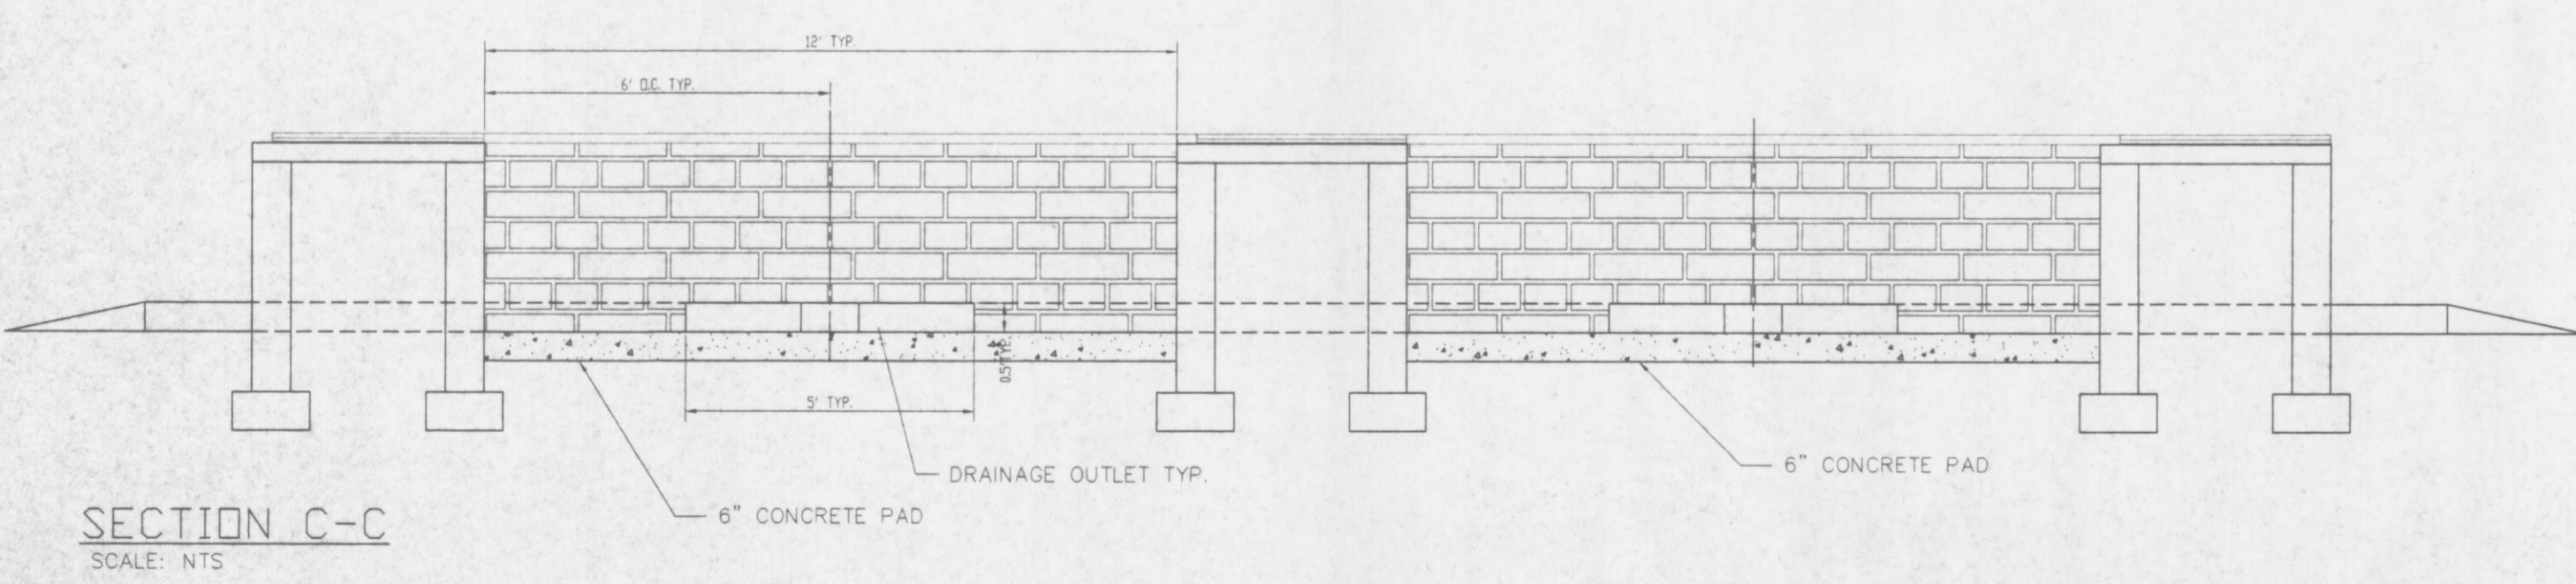 12' TYP.
6' O.C. TYP.
0.5' TYP.
5' TYP.
DRAINAGE OUTLET TYP.
6" CONCRETE PAD
6" CONCRETE PAD
SECTION C-C
SCALE: NTS